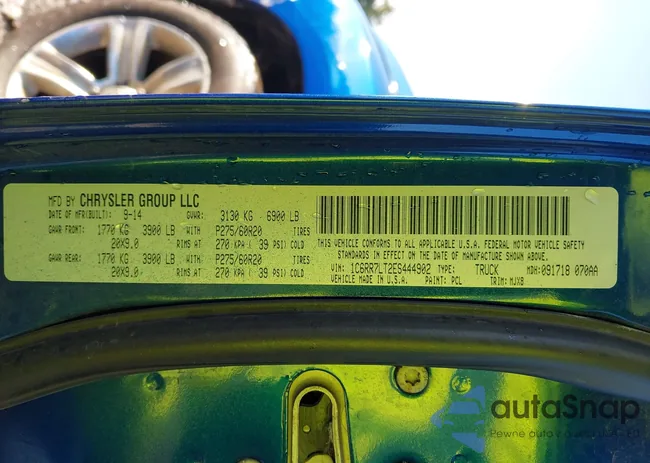 MFD BY CHRYSLER GROUP LLC
DATE OF MFR(BUILT): 9-14 GVWR: 3130 KG 6900 LB
GAWR FRONT: 1770 KG 3900 LB WITH P275/60R20 TIRES
20X9.0 RIMS AT 270 KPA ( 39 PSI) COLD
GAWR REAR: 1770 KG 3900 LB WITH P275/60R20 TIRES
20X9.0 RIMS AT 270 KPA ( 39 PSI) COLD
THIS VEHICLE CONFORMS TO ALL APPLICABLE U.S.A. FEDERAL MOTOR VEHICLE SAFETY
STANDARDS IN EFFECT ON THE DATE OF MANUFACTURE SHOWN ABOVE.
VIN: 1C6RR7LT2ES444902 TYPE: TRUCK MDH: 091718 070AA
VEHICLE MADE IN U.S.A. PAINT: PCL TRIM: MJX9
autaSnap
Pewne auto z